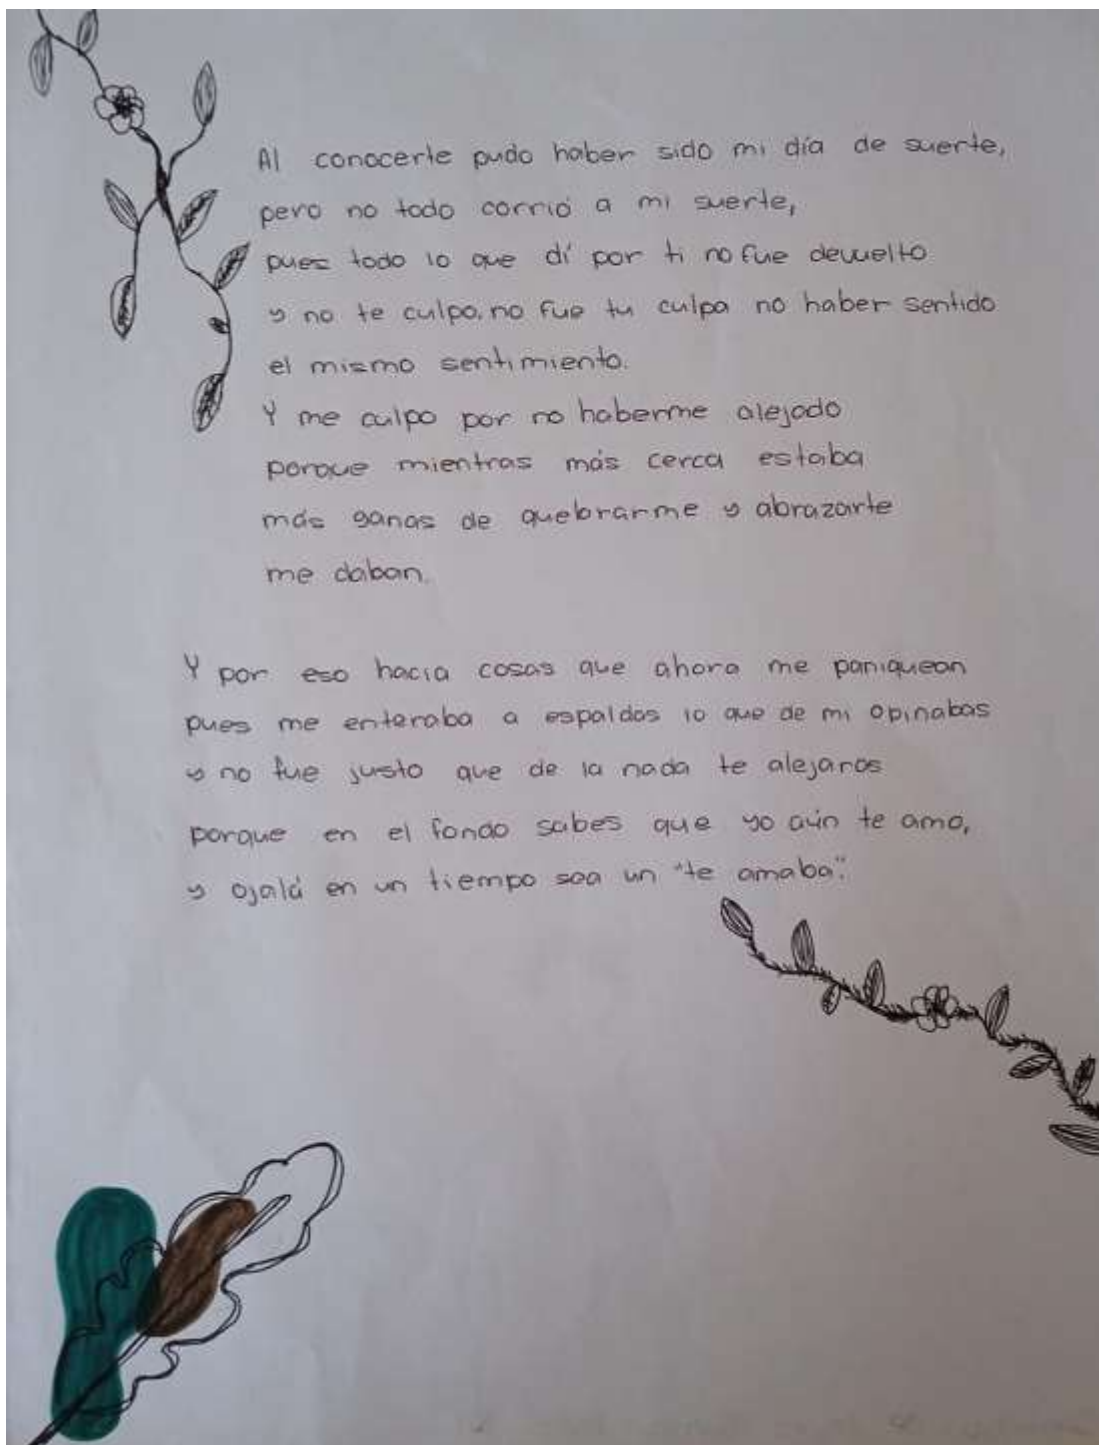 Al conocerte pudo haber sido mi día de suerte,
pero no todo corrió a mi suerte,
pues todo lo que dí por ti no fue devuelto
y no te culpo, no fue tu culpa no haber sentido
el mismo sentimiento.
Y me culpo por no haberme alejado
porque mientras más cerca estaba
más ganas de quebrarme y abrazarte
me daban.
Y por eso hacia cosas que ahora me paniquean
pues me enteraba a espaldas lo que de mi opinabas
y no fue justo que de la nada te alejaras
porque en el fondo sabes que yo aún te amo,
y ojalá en un tiempo sea un "te amaba".